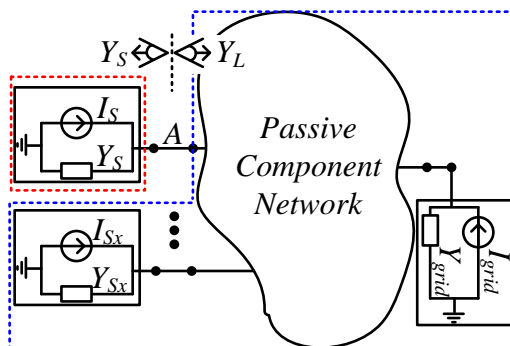 Y_S Y_L
I_S
Y_S
A
Passive
Component
Network
I_Sx
Y_Sx
Y_grid
I_grid